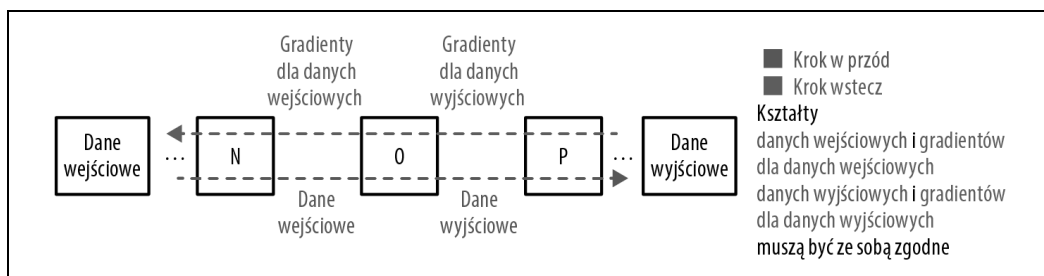 Gradienty
dla danych
wejściowych
Gradienty
dla danych
wyjściowych
Dane
wejściowe
...
N
O
P
...
Dane
wyjściowe
Dane
wejściowe
Dane
wyjściowe
Krok w przód
Krok wstecz
Kształty
danych wejściowych i gradientów
dla danych wejściowych
danych wyjściowych i gradientów
dla danych wyjściowych
muszą być ze sobą zgodne